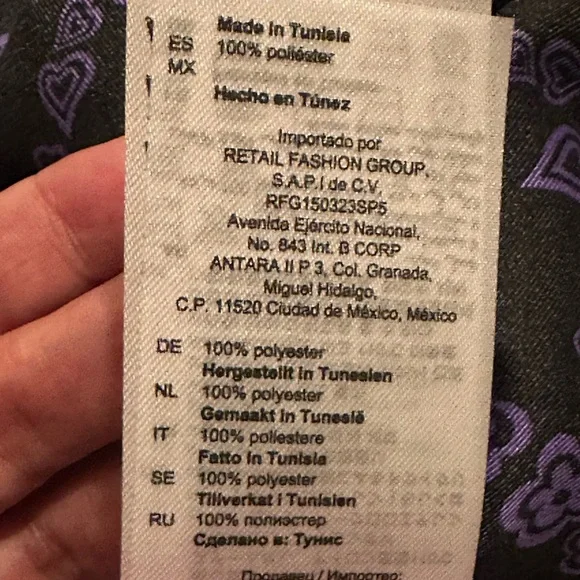 Made in Tunisia
ES 100% poliéster
MX
Hecho en Túnez
Importado por
RETAIL FASHION GROUP,
S.A.P.I de C.V.
RFG150323SP5
Avenida Ejército Nacional,
No. 843 Int. B CORP
ANTARA II P 3, Col. Granada,
Miguel Hidalgo,
C.P. 11520 Ciudad de México, México
DE 100% polyester
Hergestellt in Tunesien
NL 100% polyester
Gemaakt in Tunesië
IT 100% poliestere
Fatto in Tunisia
SE 100% polyester
Tillverkat i Tunisien
RU 100% полиэстер
Сделано в: Тунис
Продавец / Импортер: